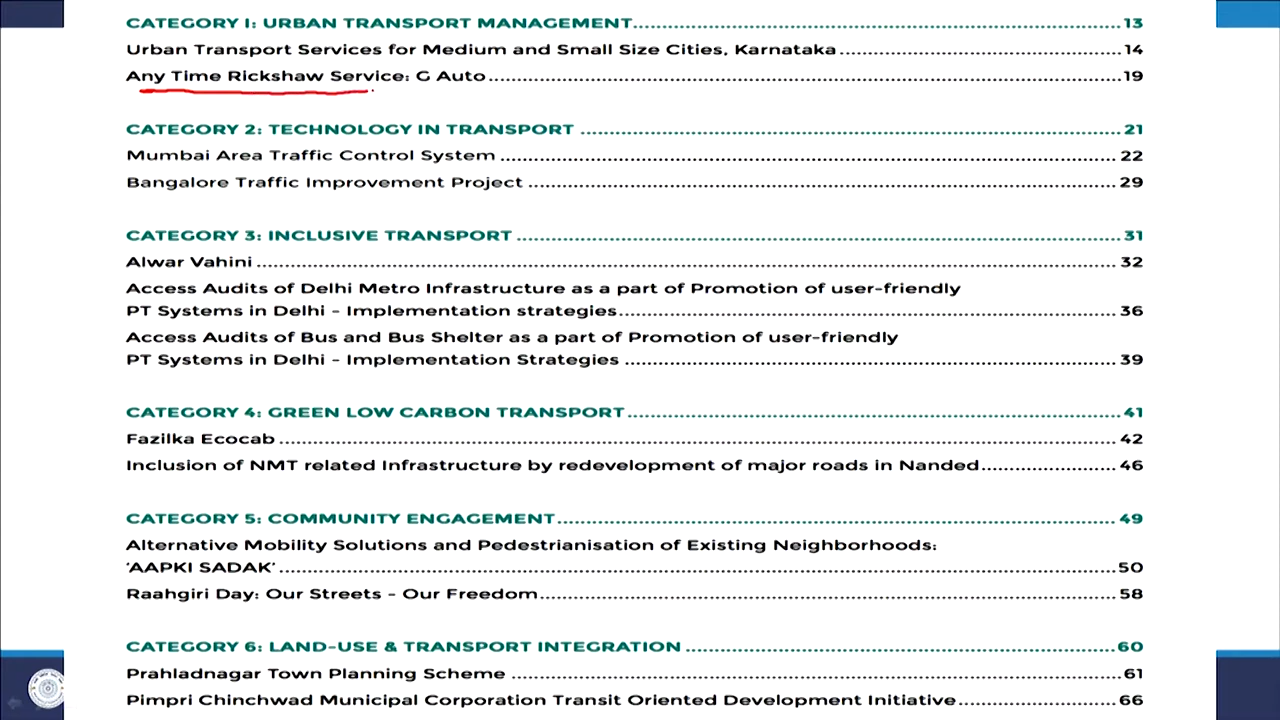 CATEGORY 1: URBAN TRANSPORT MANAGEMENT.......... 13
Urban Transport Services for Medium and Small Size Cities, Karnataka.......... 14
Any Time Rickshaw Service: G Auto.......... 19
CATEGORY 2: TECHNOLOGY IN TRANSPORT .......... 21
Mumbai Area Traffic Control System .......... 22
Bangalore Traffic Improvement Project .......... 29
CATEGORY 3: INCLUSIVE TRANSPORT .......... 31
Alwar Vahini .......... 32
Access Audits of Delhi Metro Infrastructure as a part of Promotion of user-friendly
PT Systems in Delhi – Implementation strategies.......... 36
Access Audits of Bus and Bus Shelter as a part of Promotion of user-friendly
PT Systems in Delhi – Implementation Strategies .......... 39
CATEGORY 4: GREEN LOW CARBON TRANSPORT.......... 41
Fazilka Ecocab .......... 42
Inclusion of NMT related Infrastructure by redevelopment of major roads in Nanded.......... 46
CATEGORY 5: COMMUNITY ENGAGEMENT.......... 49
Alternative Mobility Solutions and Pedestrianisation of Existing Neighborhoods:
'AAPKI SADAK' .......... 50
Raahgiri Day: Our Streets – Our Freedom.......... 58
CATEGORY 6: LAND-USE & TRANSPORT INTEGRATION .......... 60
Prahladnagar Town Planning Scheme .......... 61
Pimpri Chinchwad Municipal Corporation Transit Oriented Development Initiative.......... 66